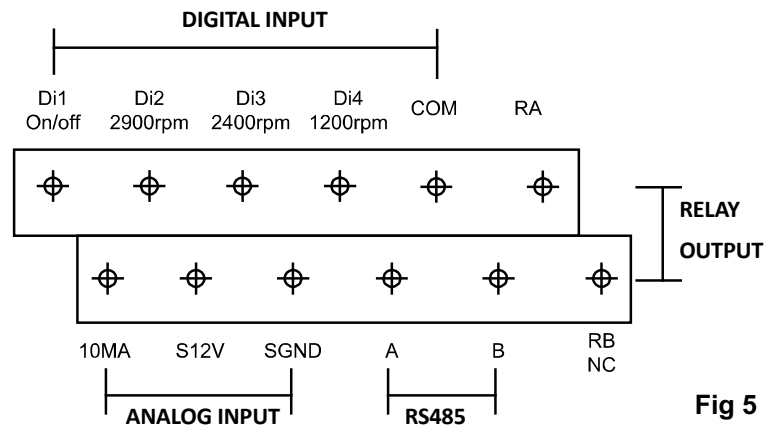 DIGITAL INPUT
Di1 Di2 Di3 Di4 COM RA
On/off 2900rpm 2400rpm 1200rpm
RELAY
OUTPUT
10MA S12V SGND A B RB
NC
ANALOG INPUT RS485
Fig 5